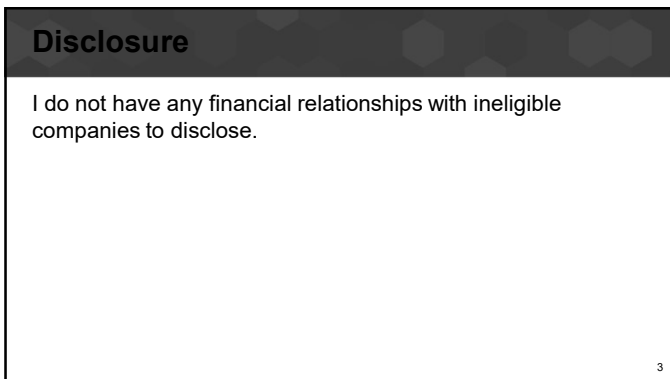 Disclosure
I do not have any financial relationships with ineligible
companies to disclose.
3